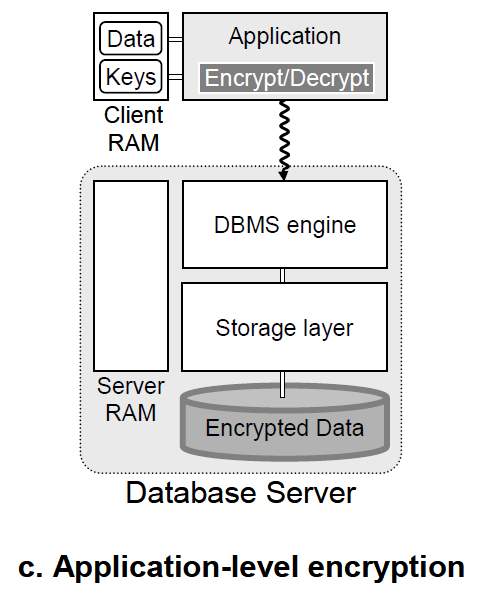 Data
Keys
Client
RAM
Application
Encrypt/Decrypt
DBMS engine
Storage layer
Server
RAM
Encrypted Data
Database Server
c. Application-level encryption